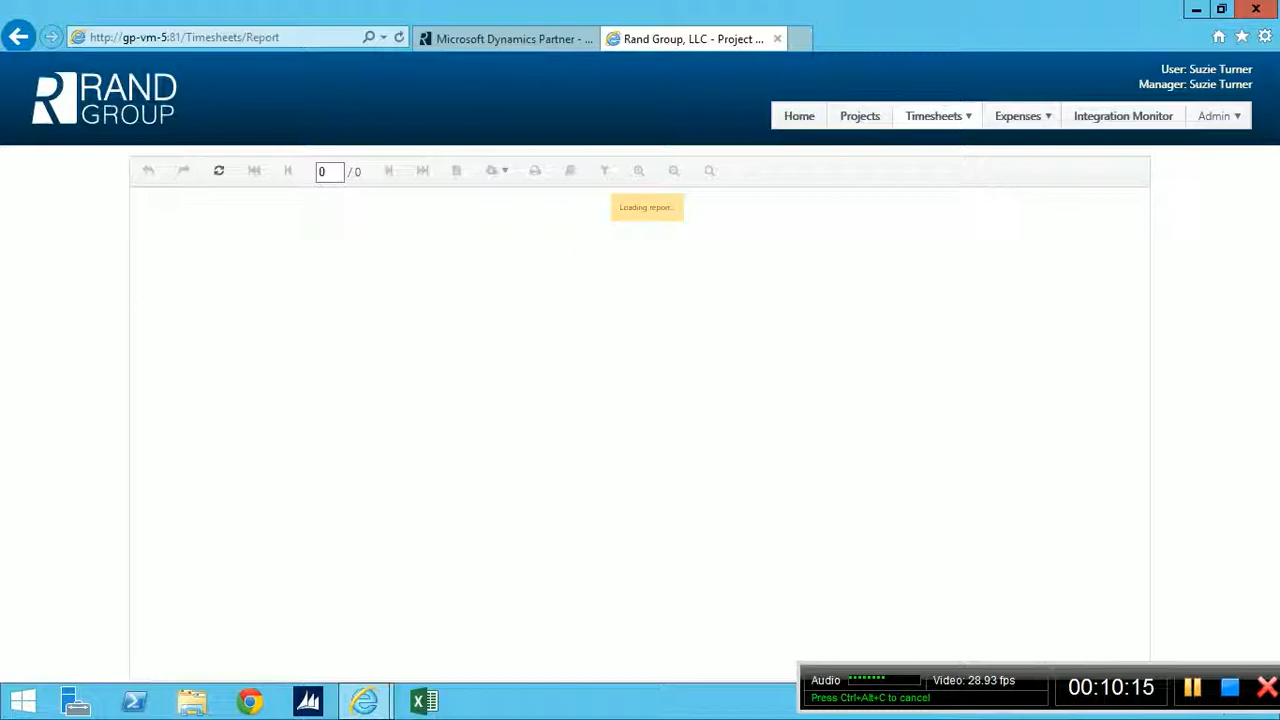 http://gp-vm-5:81/Timesheets/Report
Microsoft Dynamics Partner - ...
Rand Group, LLC - Project ...
RAND
GROUP
User: Suzie Turner
Manager: Suzie Turner
Home
Projects
Timesheets
Expenses
Integration Monitor
Admin
0 / 0
Loading report...
Audio
Video: 28.93 fps
Press Ctrl+Alt+C to cancel
00:10:15